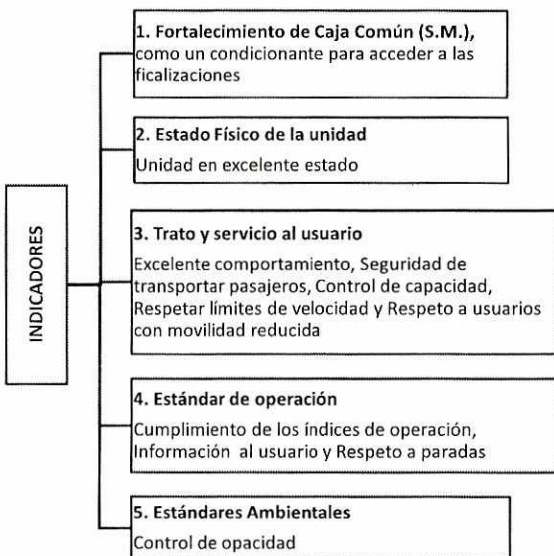 INDICADORES
1. Fortalecimiento de Caja Común (S.M.),
como un condicionante para acceder a las
ficalizaciones
2. Estado Físico de la unidad
Unidad en excelente estado
3. Trato y servicio al usuario
Excelente comportamiento, Seguridad de
transportar pasajeros, Control de capacidad,
Respetar límites de velocidad y Respeto a usuarios
con movilidad reducida
4. Estándar de operación
Cumplimiento de los índices de operación,
Información al usuario y Respeto a paradas
5. Estándares Ambientales
Control de opacidad